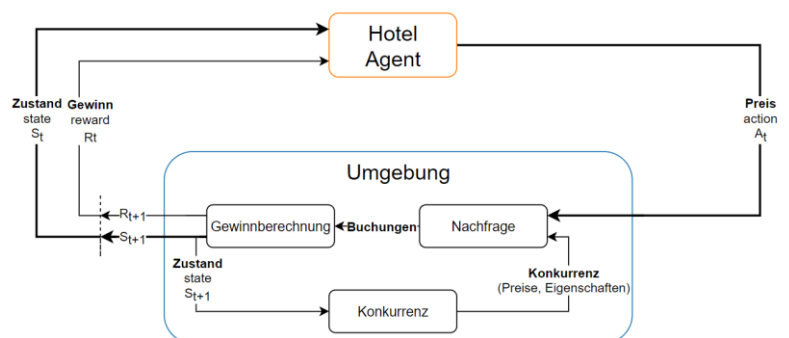 Hotel
Agent
Zustand
state
St
Gewinn
reward
Rt
Preis
action
At
Umgebung
Rt+1
St+1
Gewinnberechnung
Buchungen
Nachfrage
Zustand
state
St+1
Konkurrenz
(Preise, Eigenschaften)
Konkurrenz